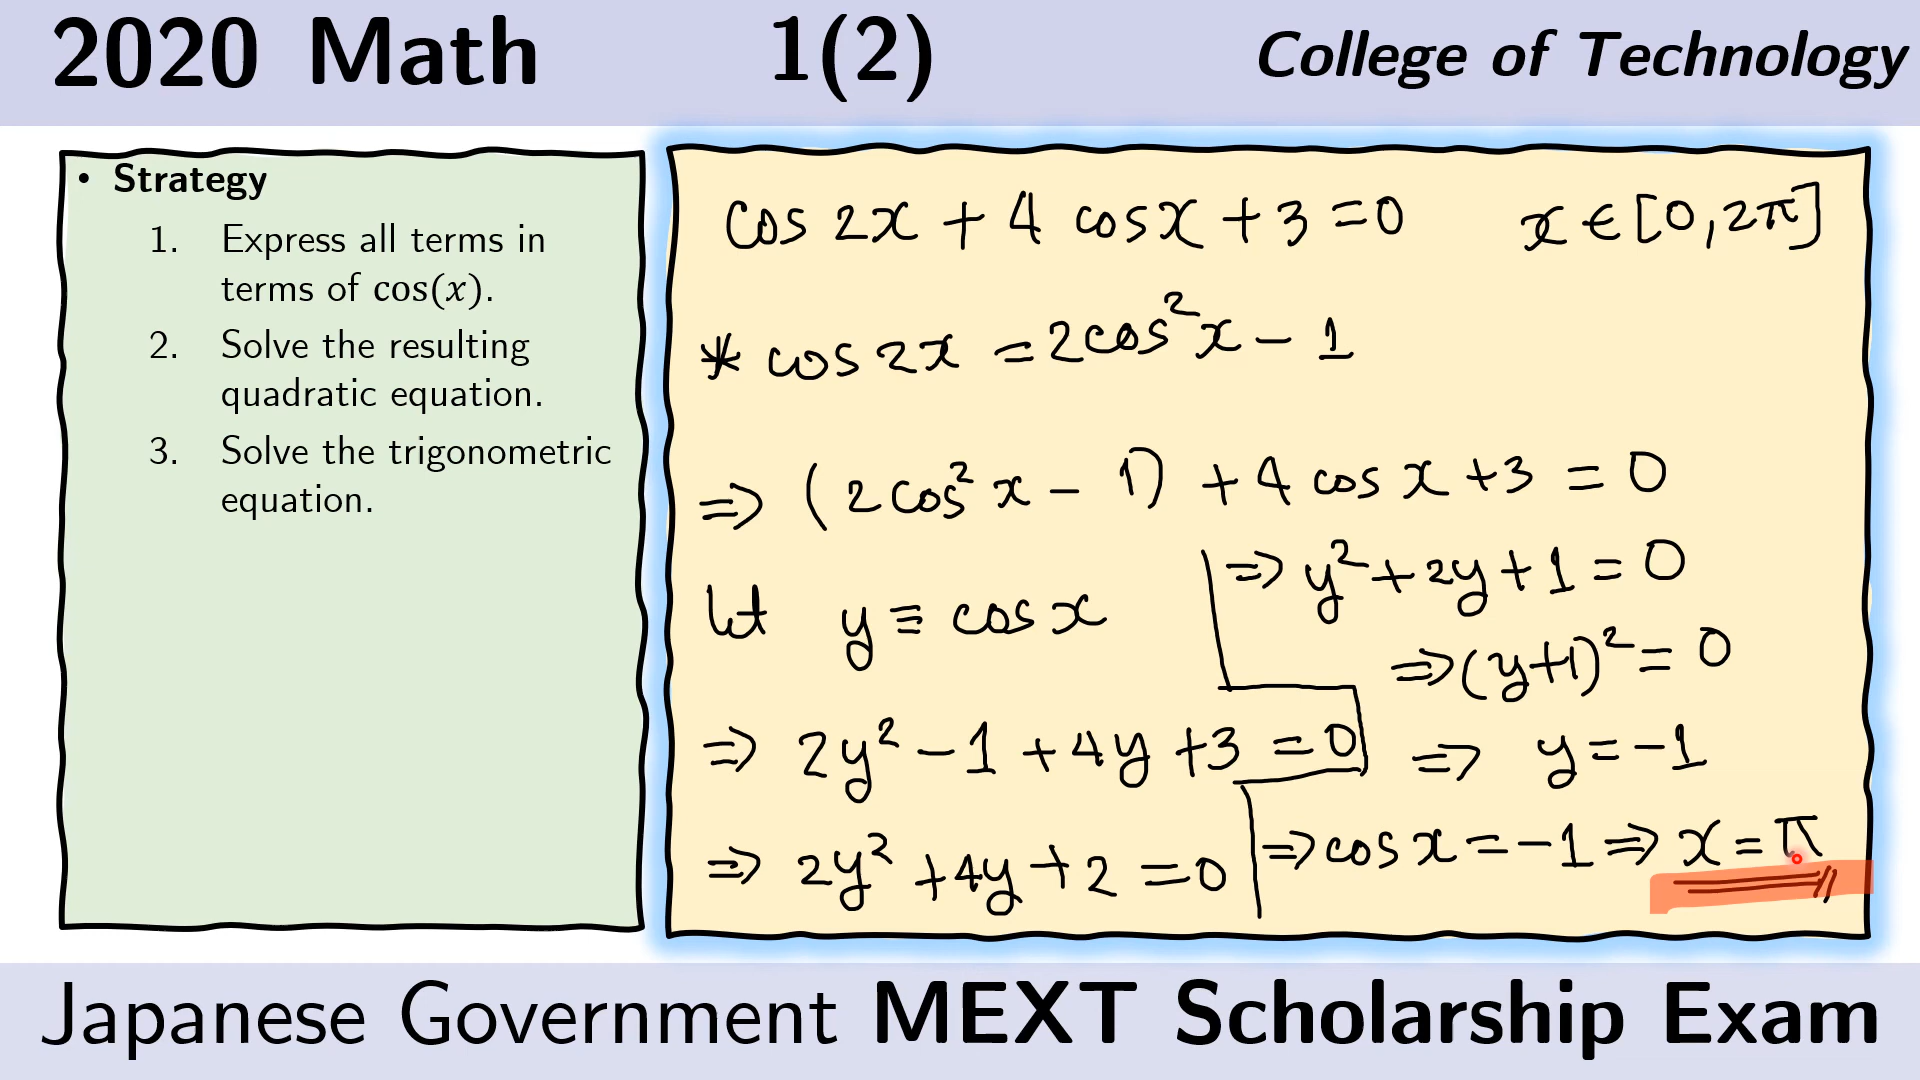 2020 Math 1(2) College of Technology
• Strategy
1. Express all terms in
terms of cos(x).
2. Solve the resulting
quadratic equation.
3. Solve the trigonometric
equation.
cos 2x + 4 cos x + 3 = 0 x ∈ [0, 2π]
* cos 2x = 2cos²x − 1
⇒ (2cos²x − 1) + 4 cos x + 3 = 0
let y ≡ cos x
⇒ 2y² − 1 + 4y + 3 = 0
⇒ 2y² + 4y + 2 = 0
⇒ y² + 2y + 1 = 0
⇒ (y+1)² = 0
⇒ y = −1
⇒ cos x = −1 ⇒ x = π
Japanese Government MEXT Scholarship Exam